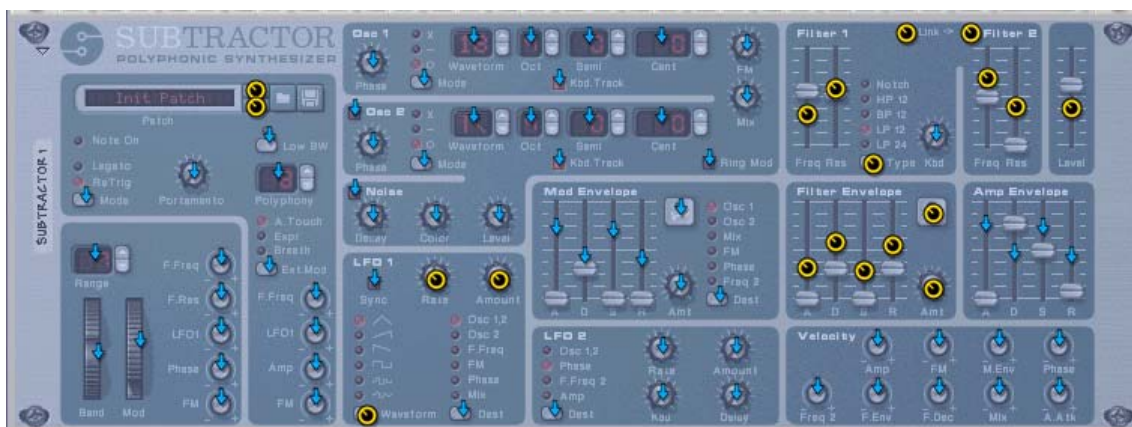 SUBTRACTOR
POLYPHONIC SYNTHESIZER
Init Patch
Patch
Note On
Legato
ReTrig
Mode
Portamento
Low BW
Polyphony
A.Touch
Expr
Breath
Ext.Mod
SUBTRACTOR 1
Range
Bend
Mod
F.Freq
F.Res
LFO1
Phase
FM
F.Freq
LFO1
Amp
FM
Osc 1
X
–
O
Mode
Phase
Waveform
Oct
Semi
Cent
Kbd.Track
FM
Mix
Osc 2
X
–
O
Mode
Phase
Waveform
Oct
Semi
Cent
Kbd.Track
Ring Mod
Noise
Decay
Color
Level
LFO 1
Sync
Rate
Amount
Waveform
Osc 1,2
Osc 2
F.Freq
FM
Phase
Mix
Dest
Mod Envelope
A
D
S
R
Amt
Osc 1
Osc 2
Mix
FM
Phase
Freq 2
Dest
LFO 2
Osc 1,2
Phase
F.Freq 2
Amp
Dest
Rate
Amount
Delay
Filter 1
Link ->
Filter 2
Freq Res
Notch
HP 12
BP 12
LP 12
LP 24
Type
Kbd
Freq Res
Level
Filter Envelope
A
D
S
R
Amt
Amp Envelope
A
D
S
R
Velocity
Amp
FM
M.Env
Phase
Freq 2
F.Env
F.Dec
Mix
A.Atk